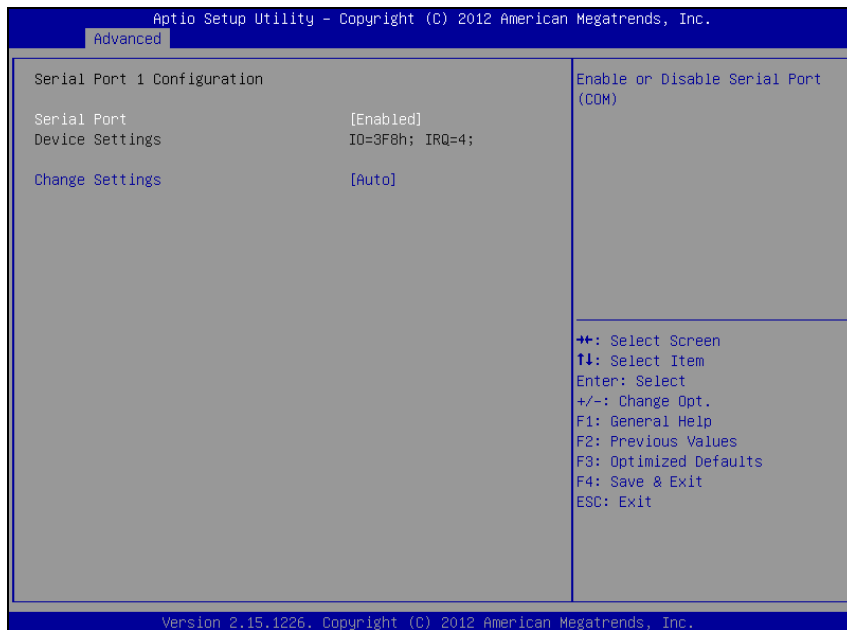 Aptio Setup Utility – Copyright (C) 2012 American Megatrends, Inc.
Advanced
Serial Port 1 Configuration
Serial Port [Enabled]
Device Settings IO=3F8h; IRQ=4;
Change Settings [Auto]
Enable or Disable Serial Port
(COM)
→←: Select Screen
↑↓: Select Item
Enter: Select
+/-: Change Opt.
F1: General Help
F2: Previous Values
F3: Optimized Defaults
F4: Save & Exit
ESC: Exit
Version 2.15.1226. Copyright (C) 2012 American Megatrends, Inc.